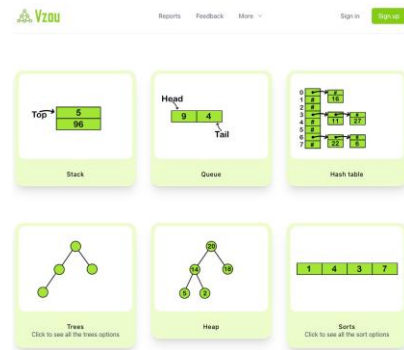 Vzou
Reports Feedback More Sign in Sign up
Top 5
96
Stack
Head
9 4
Tail
Queue
0 #
1 # 16
2 #
3 # #
4 # 11 27
5 #
6 # #
7 # 22 6
Hash table
Trees
Click to see all the trees options
20
14 18
5 2
Heap
1 4 3 7
Sorts
Click to see all the sort options